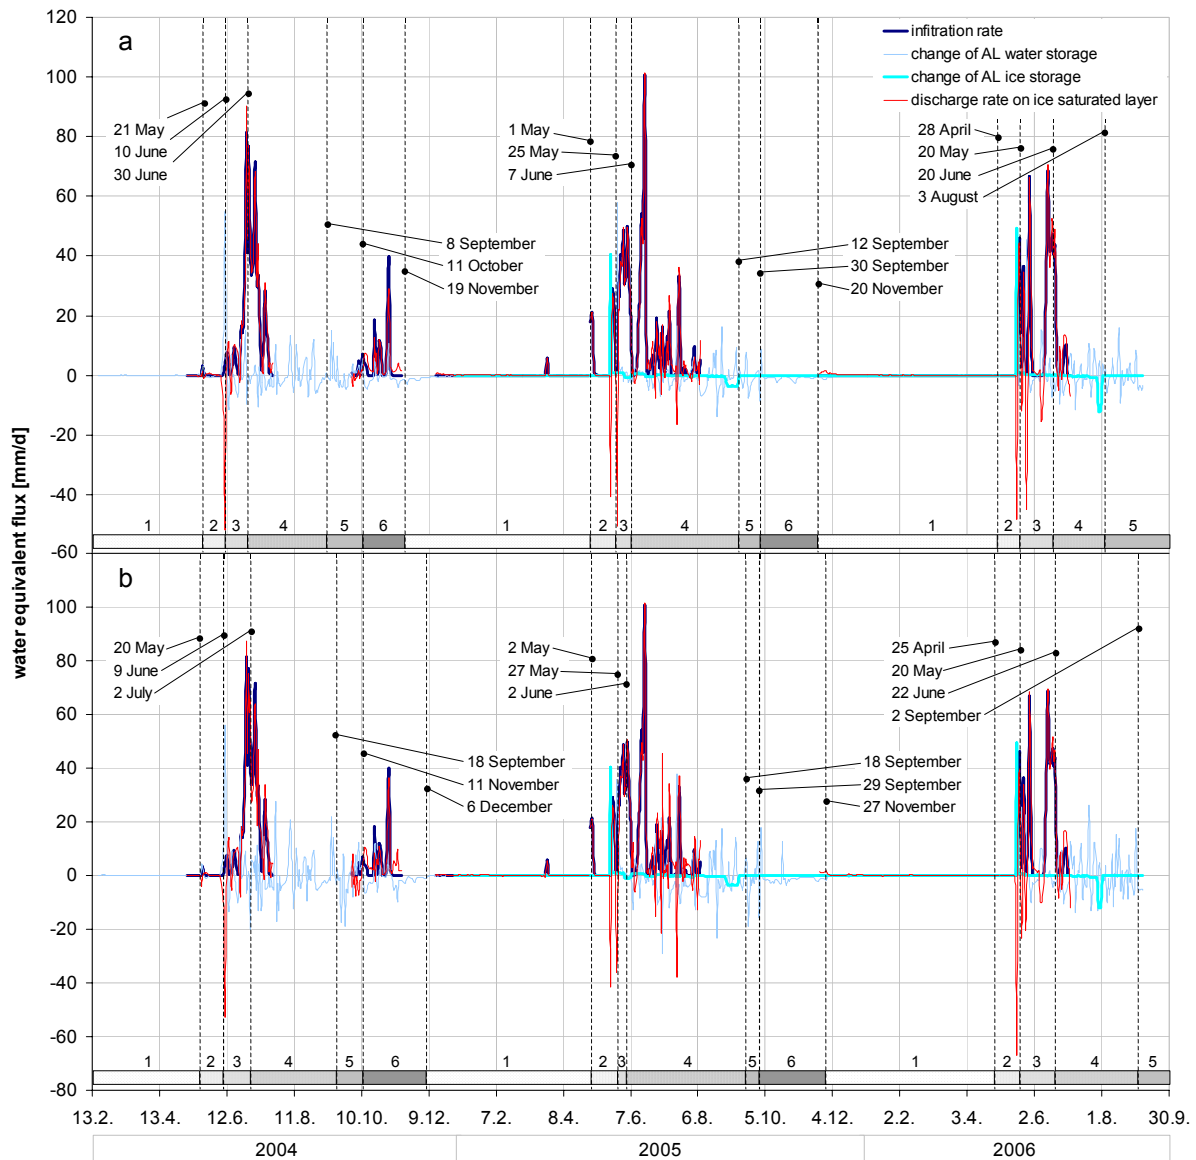 120
100
80
60
40
20
0
-20
-40
-60
a
infitration rate
change of AL water storage
change of AL ice storage
discharge rate on ice saturated layer
21 May
10 June
30 June
8 September
11 October
19 November
1 May
25 May
7 June
12 September
30 September
20 November
28 April
20 May
20 June
3 August
1 2 3 4 5 6 1 2 3 4 5 6 1 2 3 4 5
water equivalent flux [mm/d]
b
100
80
60
40
20
0
-20
-40
-60
-80
20 May
9 June
2 July
18 September
11 November
6 December
2 May
27 May
2 June
18 September
29 September
27 November
25 April
20 May
22 June
2 September
1 2 3 4 5 6 1 2 3 4 5 6 1 2 3 4 5
13.2. 13.4. 12.6. 11.8. 10.10. 9.12. 7.2. 8.4. 7.6. 6.8. 5.10. 4.12. 2.2. 3.4. 2.6. 1.8. 30.9.
2004 2005 2006